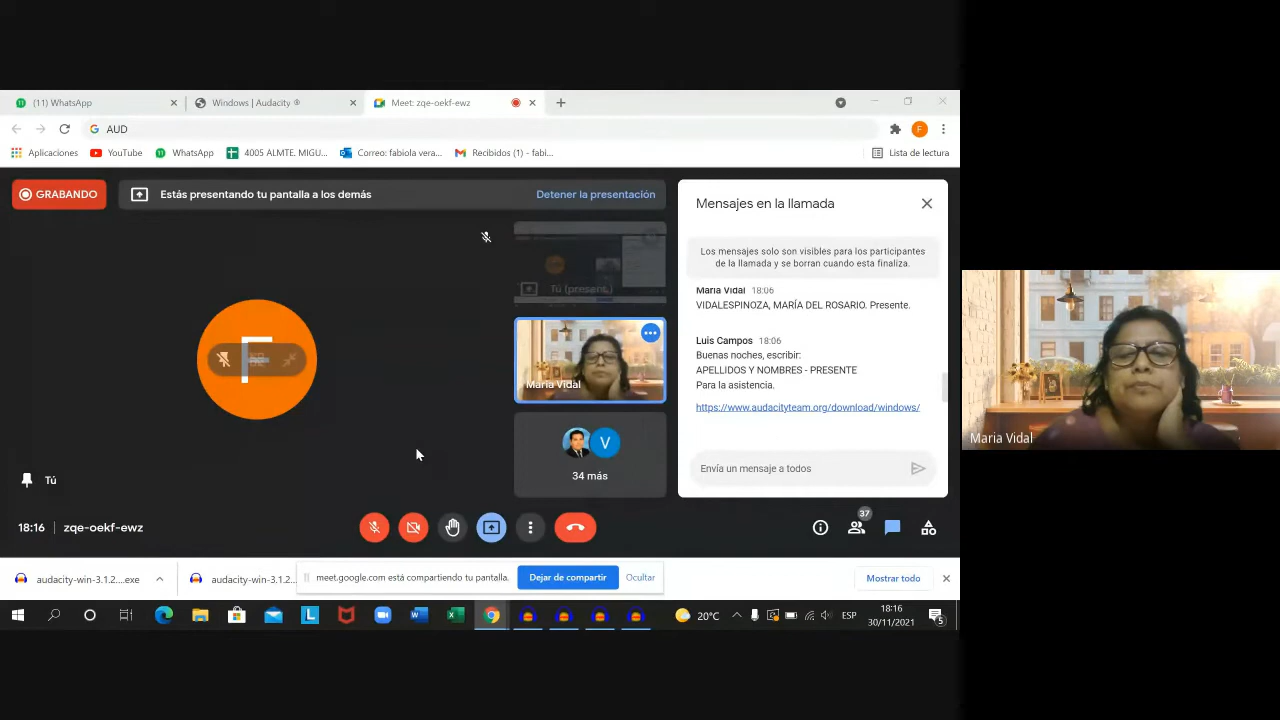 (11) WhatsApp
Windows | Audacity ®
Meet: zqe-oekf-ewz
AUD
F
Aplicaciones
YouTube
WhatsApp
4005 ALMTE. MIGU...
Correo: fabiola vera...
Recibidos (1) - fabi...
Lista de lectura
GRABANDO
Estás presentando tu pantalla a los demás
Detener la presentación
Tú (present.)
F
Maria Vidal
V
34 más
Tú
Mensajes en la llamada
Los mensajes solo son visibles para los participantes
de la llamada y se borran cuando esta finaliza.
Maria Vidal 18:06
VIDALESPINOZA, MARÍA DEL ROSARIO. Presente.
Luis Campos 18:06
Buenas noches, escribir:
APELLIDOS Y NOMBRES - PRESENTE
Para la asistencia.
https://www.audacityteam.org/download/windows/
Envía un mensaje a todos
Maria Vidal
18:16 zqe-oekf-ewz
37
audacity-win-3.1.2....exe
audacity-win-3.1.2...
meet.google.com está compartiendo tu pantalla.
Dejar de compartir
Ocultar
Mostrar todo
20°C
ESP
18:16
30/11/2021
5